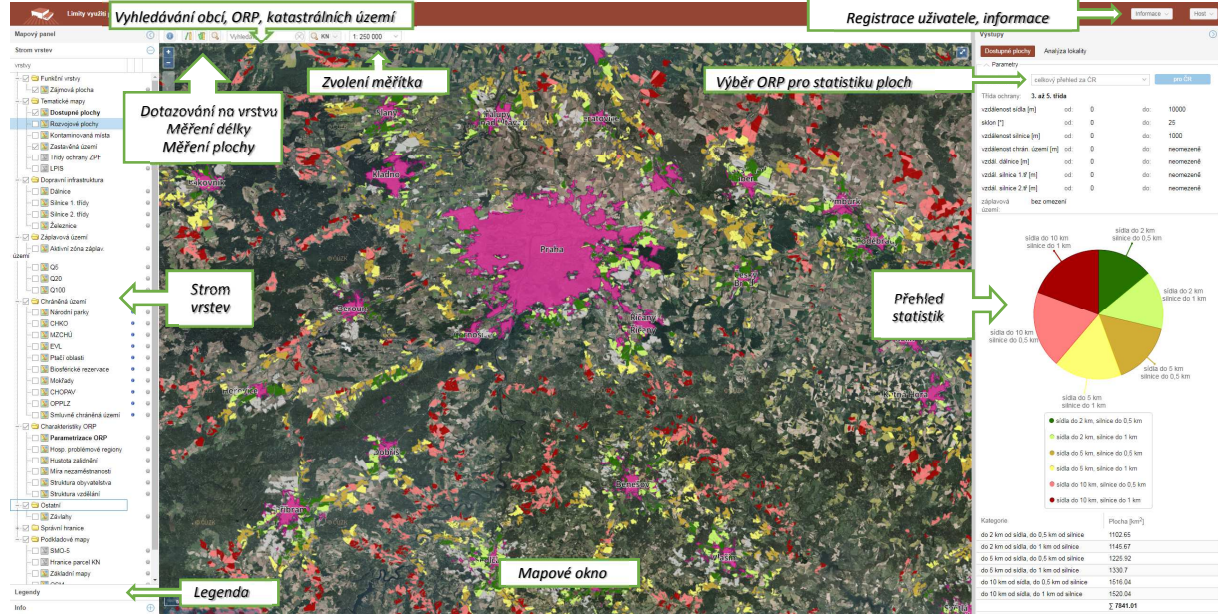 Limity využití
Vyhledávání obcí, ORP, katastrálních území
Registrace uživatele, informace
Informace
Host
Mapový panel
Strom vrstev
vrstvy
Funkční vrstvy
Zájmová plocha
Tematické mapy
Dostupné plochy
Rozvojové plochy
Kontaminovaná místa
Zastavěná území
Třídy ochrany ZPF
LPIS
Dopravní infrastruktura
Dálnice
Silnice 1. třídy
Silnice 2. třídy
Železnice
Záplavová území
Aktivní zóna záplav.
území
Q5
Q20
Q100
Chráněná území
Národní parky
CHKO
MZCHÚ
EVL
Ptačí oblasti
Biosférické rezervace
Mokřady
CHOPAV
OPPLZ
Smluvně chráněná území
Charakteristiky ORP
Parametrizace ORP
Hosp. problémové regiony
Hustota zalidnění
Míra nezaměstnanosti
Struktura obyvatelstva
Struktura vzdělání
Ostatní
Závlahy
Správní hranice
Podkladové mapy
SMO-5
Hranice parcel KN
Základní mapy
Legendy
Info
KN
1: 250 000
Zvolení měřítka
Dotazování na vrstvu
Měření délky
Měření plochy
Výběr ORP pro statistiku ploch
Strom
vrstev
Přehled
statistik
Legenda
Mapové okno
Slaný
Kladno
Praha
Beroun
Říčany
Říčany
Hořovice
Dobříš
Benešov
Příbram
Kutná Hora
Výstupy
Dostupné plochy
Analýza lokality
Parametry
celkový přehled za ČR
pro ČR
Třída ochrany: 3. až 5. třída
vzdálenost sídla [m] od: 0 do: 10000
sklon [°] od: 0 do: 25
vzdálenost silnice [m] od: 0 do: 1000
vzdálenost chrán. území [m] od: 0 do: neomezeně
vzdál. dálnice [m] od: 0 do: neomezeně
vzdál. silnice 1.tř [m] od: 0 do: neomezeně
vzdál. silnice 2.tř [m] od: 0 do: neomezeně
záplavová bez omezení
území:
sídla do 10 km
silnice do 1 km
sídla do 2 km
silnice do 0,5 km
sídla do 2 km
silnice do 1 km
sídla do 10 km
silnice do 0,5 km
sídla do 5 km
silnice do 0,5 km
sídla do 5 km
silnice do 1 km
sídla do 2 km, silnice do 0,5 km
sídla do 2 km, silnice do 1 km
sídla do 5 km, silnice do 0,5 km
sídla do 5 km, silnice do 1 km
sídla do 10 km, silnice do 0,5 km
sídla do 10 km, silnice do 1 km
Kategorie Plocha [km²]
do 2 km od sídla, do 0,5 km od silnice 1102.65
do 2 km od sídla, do 1 km od silnice 1145.67
do 5 km od sídla, do 0,5 km od silnice 1225.92
do 5 km od sídla, do 1 km od silnice 1330.7
do 10 km od sídla, do 0,5 km od silnice 1516.04
do 10 km od sídla, do 1 km od silnice 1520.04
∑ 7841.01